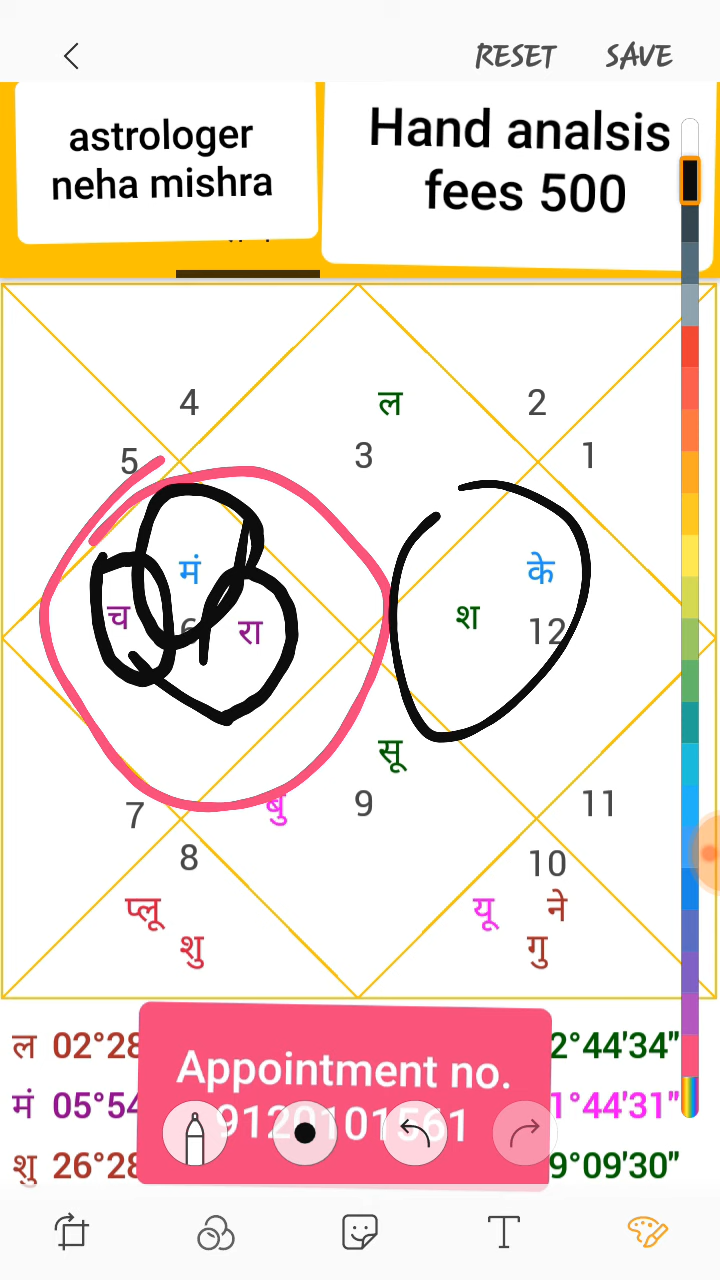 RESET SAVE
astrologer
neha mishra
Hand analsis
fees 500
4 ल 2
5 3 1
मं के
च 6 रा श 12
सू
7 बु 9 11
8 10
प्लू यू ने
शु गु
ल 02°28 2°44'34"
Appointment no.
मं 05°54 1°44'31"
9120101561
शु 26°28 9°09'30"
T